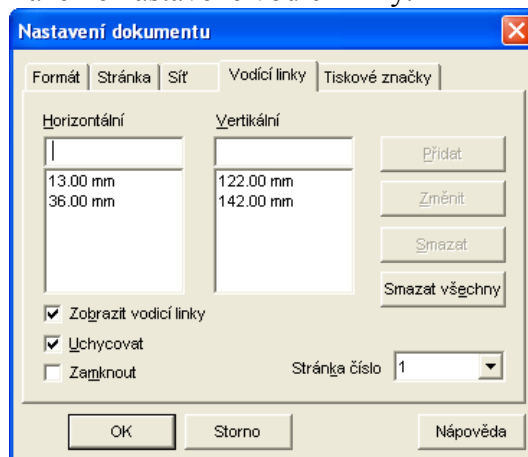 Nastavení dokumentu
Formát Stránka Síť Vodící linky Tiskové značky
Horizontální Vertikální
Přidat
13.00 mm 122.00 mm
36.00 mm 142.00 mm
Změnit
Smazat
Smazat všechny
Zobrazit vodicí linky
Uchycovat
Zamknout Stránka číslo 1
OK Storno Nápověda